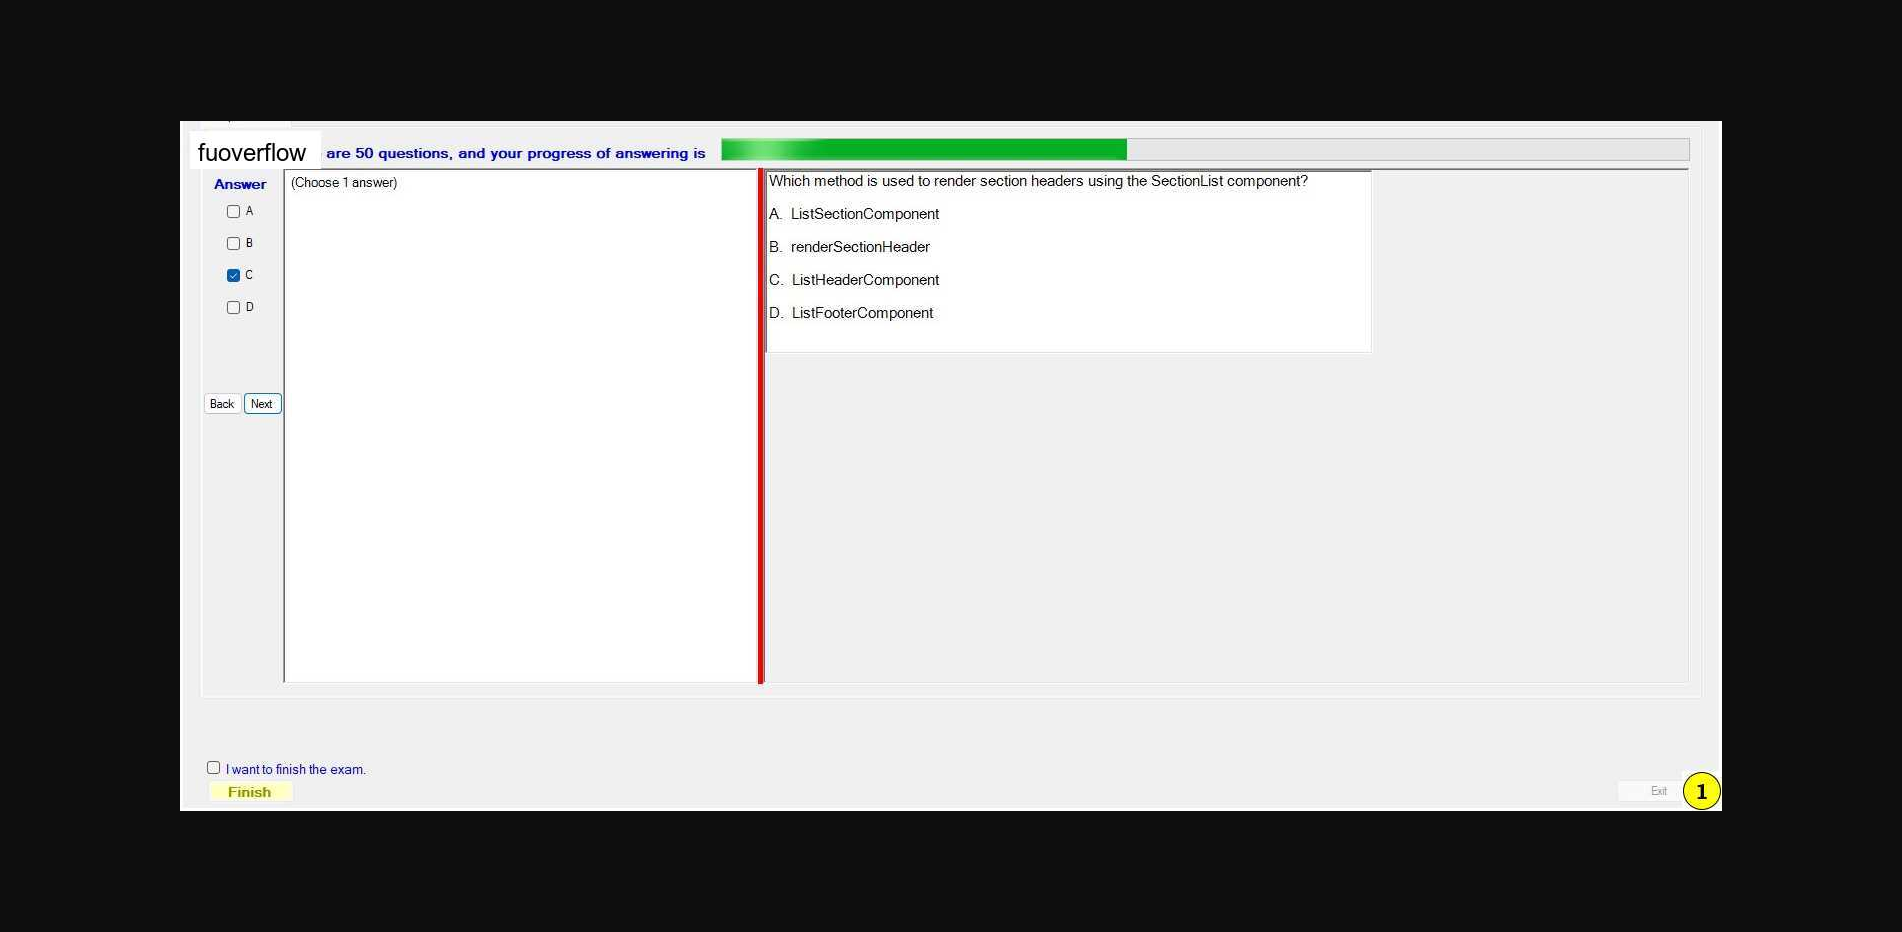 fuoverflow are 50 questions, and your progress of answering is
Answer
A
B
C
D
Back Next
(Choose 1 answer)
Which method is used to render section headers using the SectionList component?
A. ListSectionComponent
B. renderSectionHeader
C. ListHeaderComponent
D. ListFooterComponent
I want to finish the exam.
Finish
Exit
1